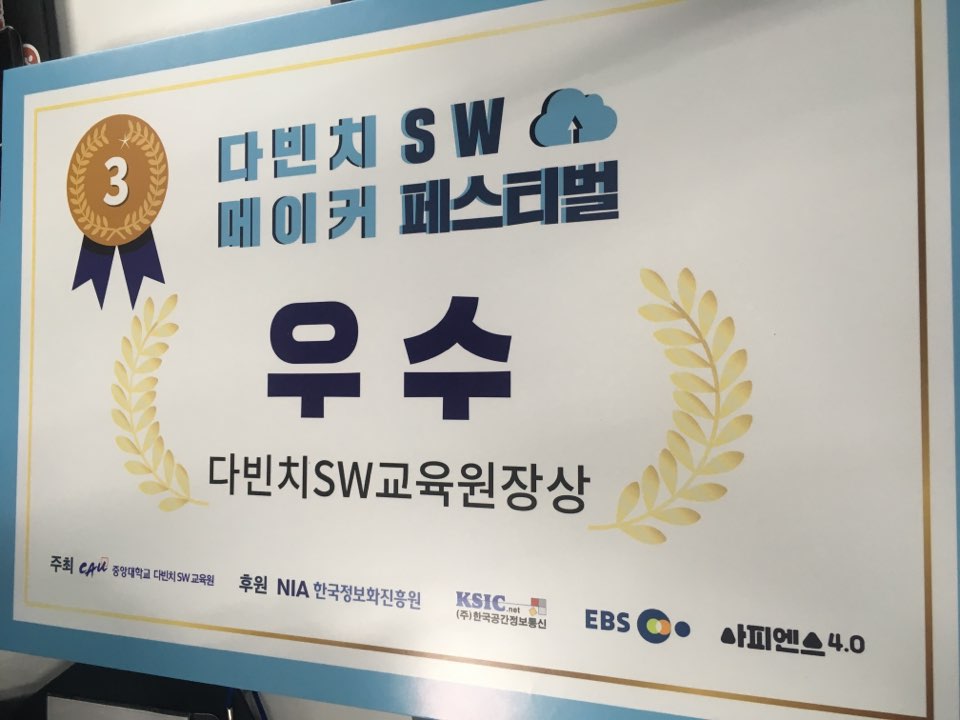 3
다빈치 SW
메이커 페스티벌
우수
다빈치SW교육원장상
주최 CAU 중앙대학교 다빈치SW교육원 후원 NIA 한국정보화진흥원 KSIC.net (주)한국공간정보통신 EBS 사피엔스 4.0